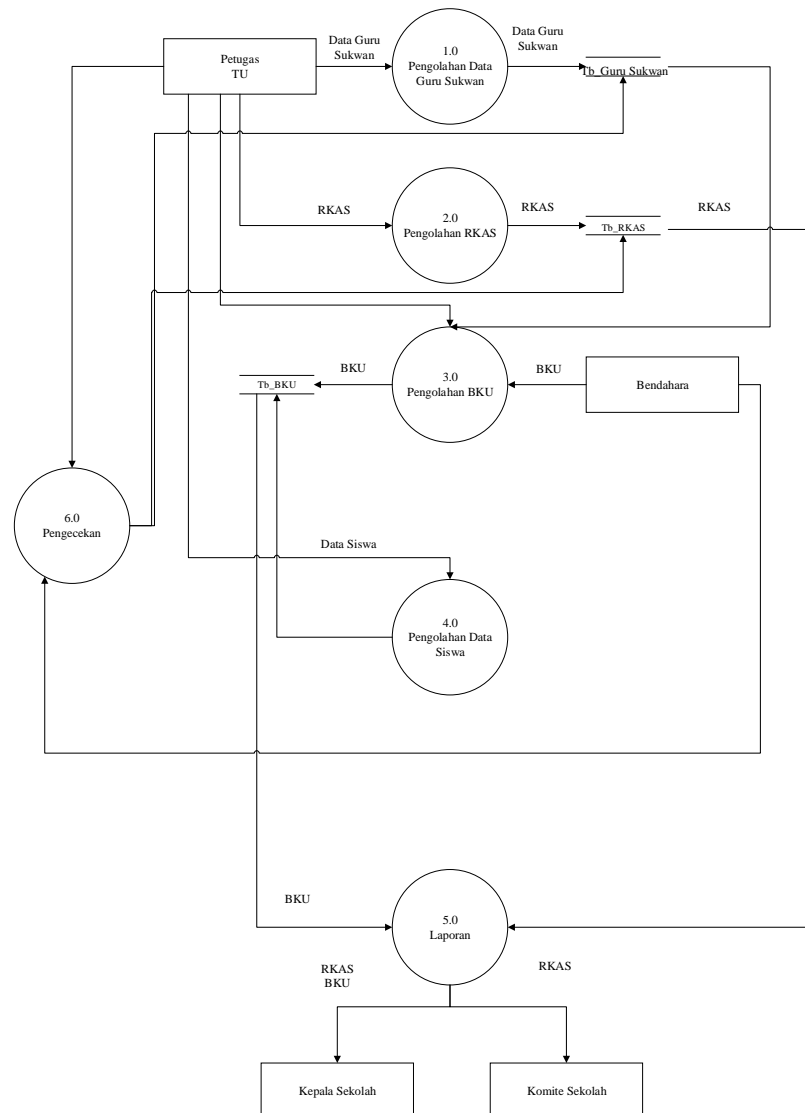 Data Guru
Sukwan
Petugas
TU
1.0
Pengolahan Data
Guru Sukwan
Data Guru
Sukwan
Tb_Guru Sukwan
RKAS
2.0
Pengolahan RKAS
RKAS
Tb_RKAS
RKAS
Tb_BKU
BKU
3.0
Pengolahan BKU
BKU
Bendahara
6.0
Pengecekan
Data Siswa
4.0
Pengolahan Data
Siswa
BKU
5.0
Laporan
RKAS
BKU
RKAS
Kepala Sekolah
Komite Sekolah